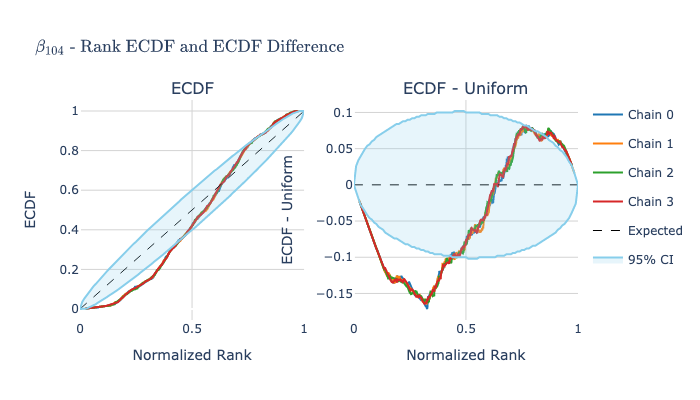 β₁₀₄ - Rank ECDF and ECDF Difference
ECDF
ECDF - Uniform
ECDF
1
0.8
0.6
0.4
0.2
0
0
0.5
1
Normalized Rank
ECDF - Uniform
0.1
0.05
0
−0.05
−0.1
−0.15
0
0.5
1
Normalized Rank
Chain 0
Chain 1
Chain 2
Chain 3
Expected
95% CI